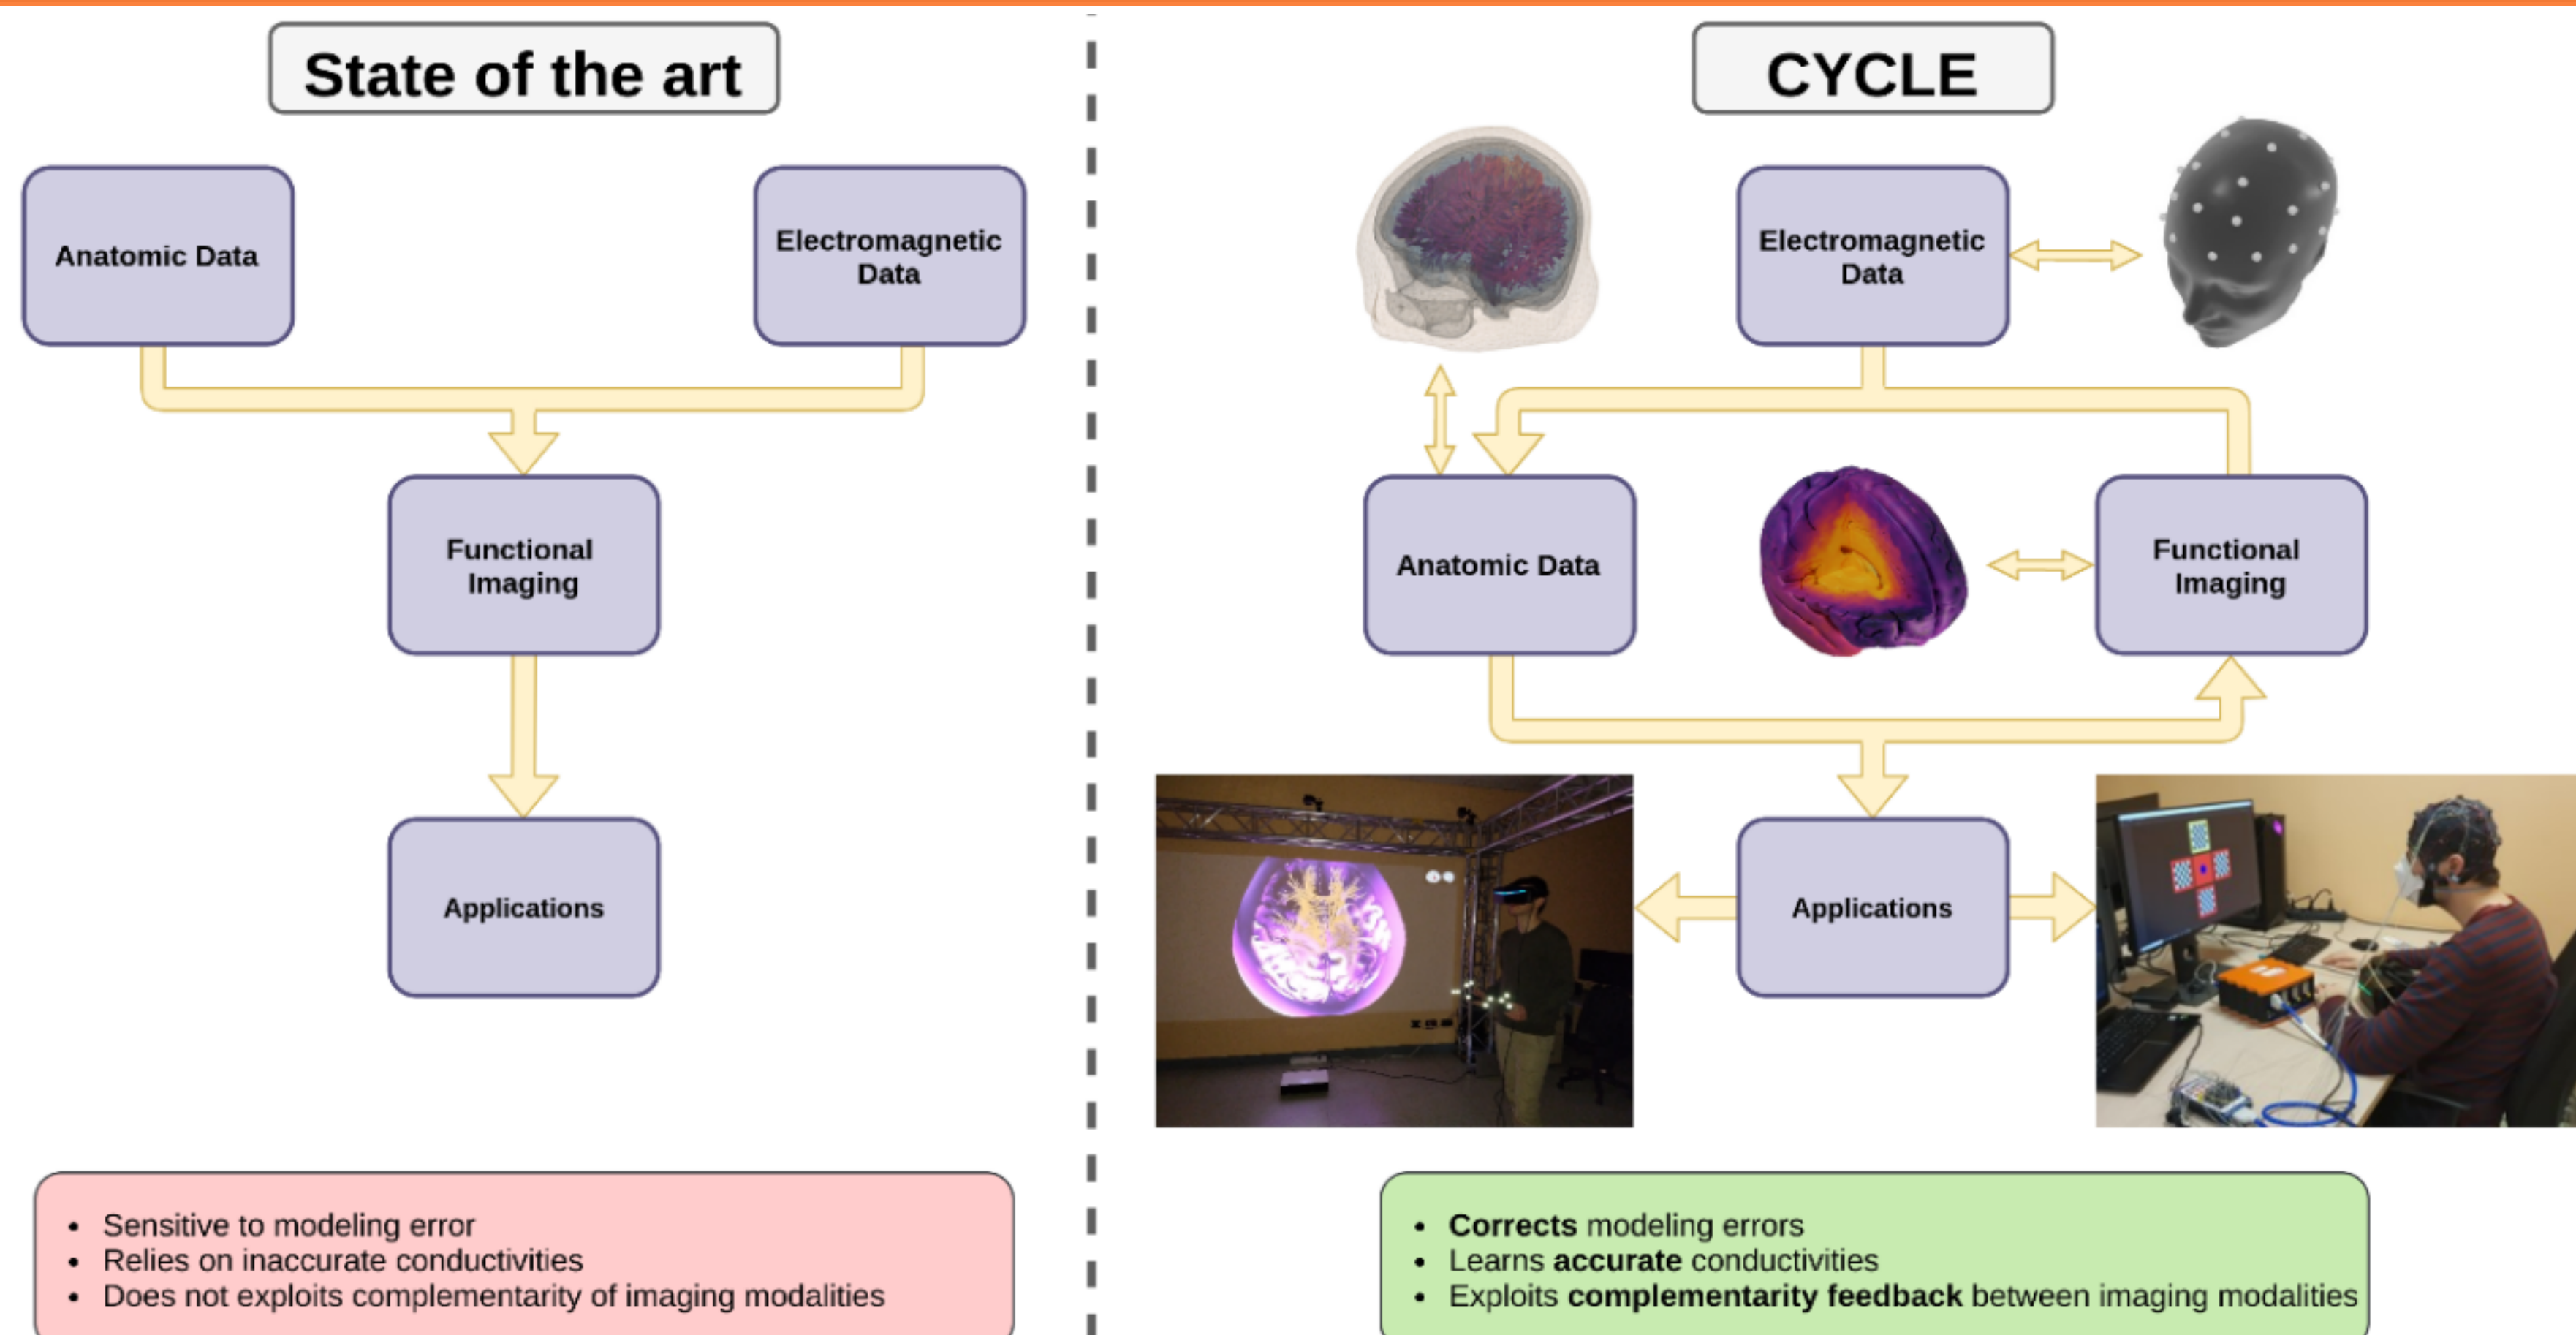 State of the art
Anatomic Data
Electromagnetic
Data
Functional
Imaging
Applications
• Sensitive to modeling error
• Relies on inaccurate conductivities
• Does not exploits complementarity of imaging modalities
CYCLE
Electromagnetic
Data
Anatomic Data
Functional
Imaging
Applications
• Corrects modeling errors
• Learns accurate conductivities
• Exploits complementarity feedback between imaging modalities